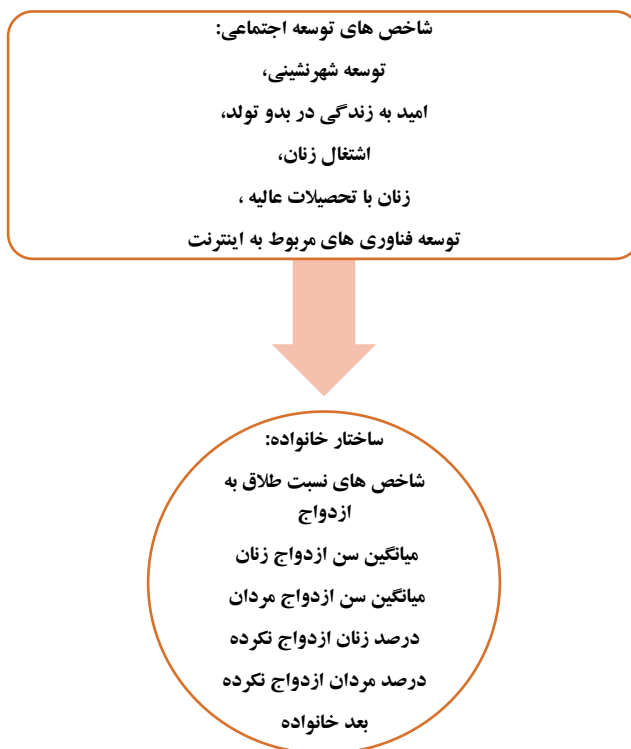 شاخص های توسعه اجتماعی:
توسعه شهرنشینی،
امید به زندگی در بدو تولد،
اشتغال زنان،
زنان با تحصیلات عالیه ،
توسعه فناوری های مربوط به اینترنت
ساختار خانواده:
شاخص های نسبت طلاق به
ازدواج
میانگین سن ازدواج زنان
میانگین سن ازدواج مردان
درصد زنان ازدواج نکرده
درصد مردان ازدواج نکرده
بعد خانواده